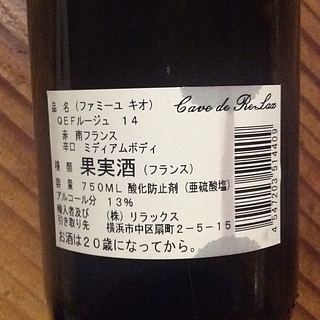 品 名 (ファミーユ キオ)
Cave de Re-Lax
QEFルージュ 14
赤 南フランス
辛口 ミディアムボディ
種 類 果実酒 (フランス)
容 量 750ML 酸化防止剤 (亜硫酸塩)
アルコール分 13%
輸入者及び (株) リラックス
引き取り先 横浜市中区扇町2-5-15
お酒は20歳になってから。
4 547203 514409